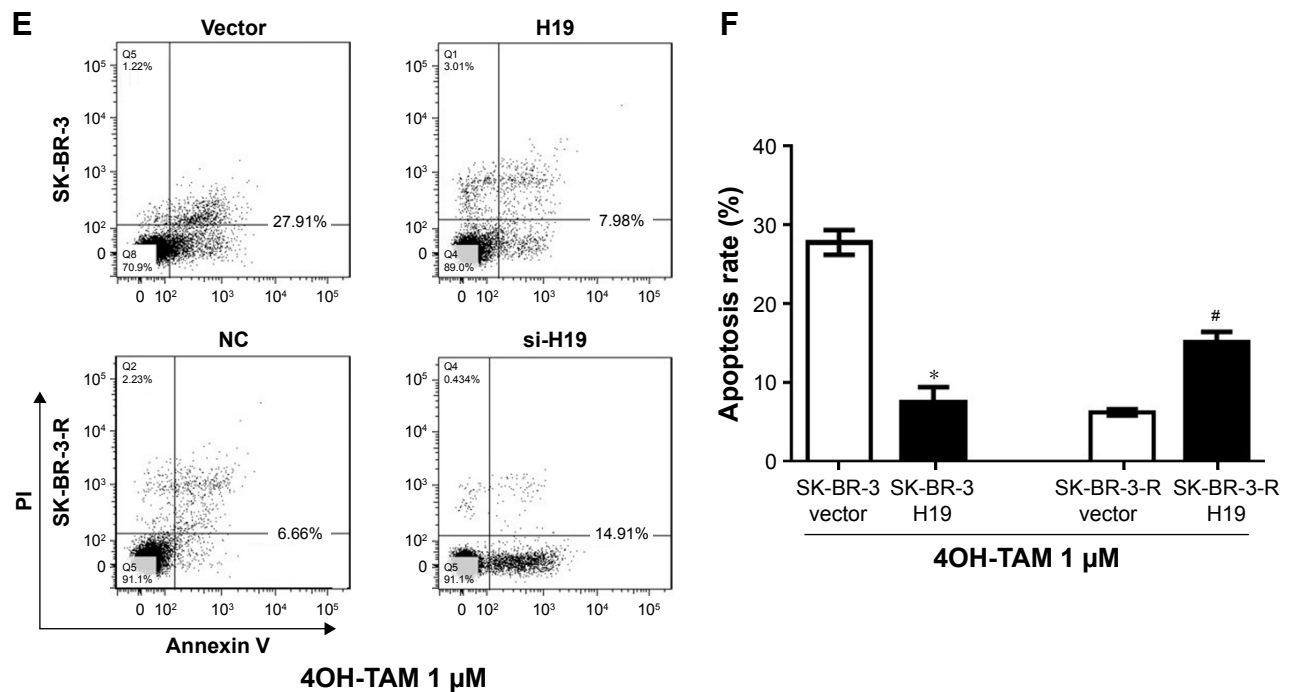 E
Vector
H19
SK-BR-3
Q5
1.22%
10⁵
10⁴
10³
10²
0
27.91%
Q8
70.9%
0 10² 10³ 10⁴ 10⁵
Q1
3.01%
10⁵
10⁴
10³
10²
0
7.98%
Q4
89.0%
0 10² 10³ 10⁴ 10⁵
NC
si-H19
PI
SK-BR-3-R
Q2
2.23%
10⁵
10⁴
10³
10²
0
6.66%
Q5
91.1%
0 10² 10³ 10⁴ 10⁵
Q4
0.434%
10⁵
10⁴
10³
10²
0
14.91%
Q5
91.1%
0 10² 10³ 10⁴ 10⁵
Annexin V
4OH-TAM 1 µM
F
Apoptosis rate (%)
40
30
20
10
0
*
#
SK-BR-3 SK-BR-3 SK-BR-3-R SK-BR-3-R
vector H19 vector H19
4OH-TAM 1 µM